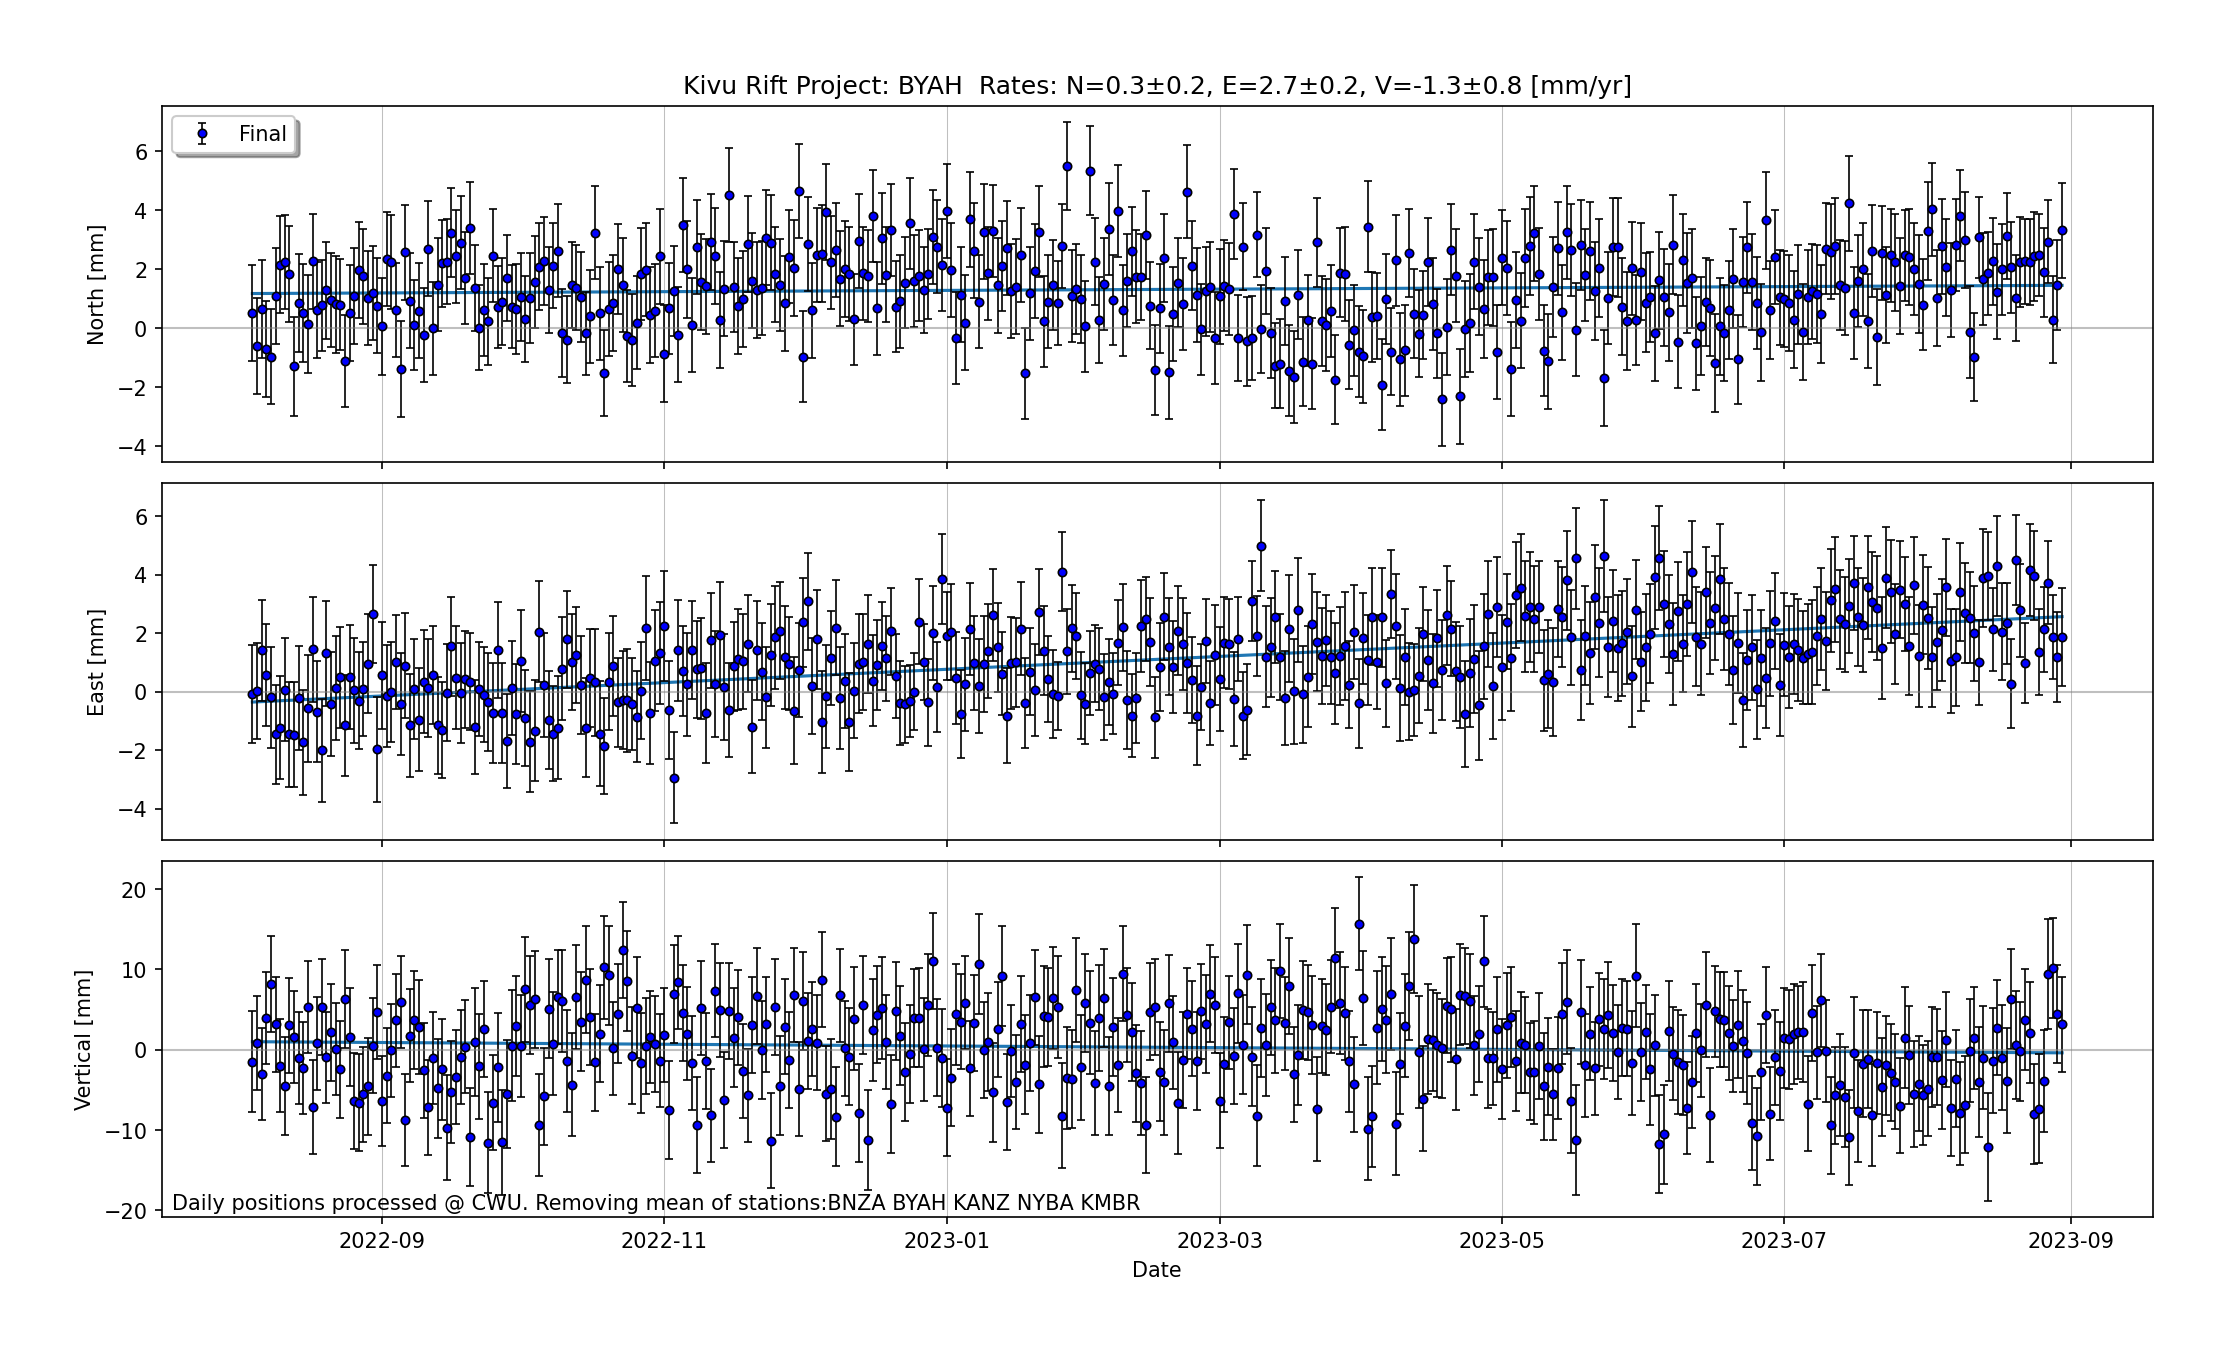 Kivu Rift Project: BYAH  Rates: N=0.3±0.2, E=2.7±0.2, V=-1.3±0.8 [mm/yr]
Final
North [mm]
6
4
2
0
−2
−4
East [mm]
6
4
2
0
−2
−4
Vertical [mm]
20
10
0
−10
−20
Daily positions processed @ CWU. Removing mean of stations:BNZA BYAH KANZ NYBA KMBR
2022-09 2022-11 2023-01 2023-03 2023-05 2023-07 2023-09
Date